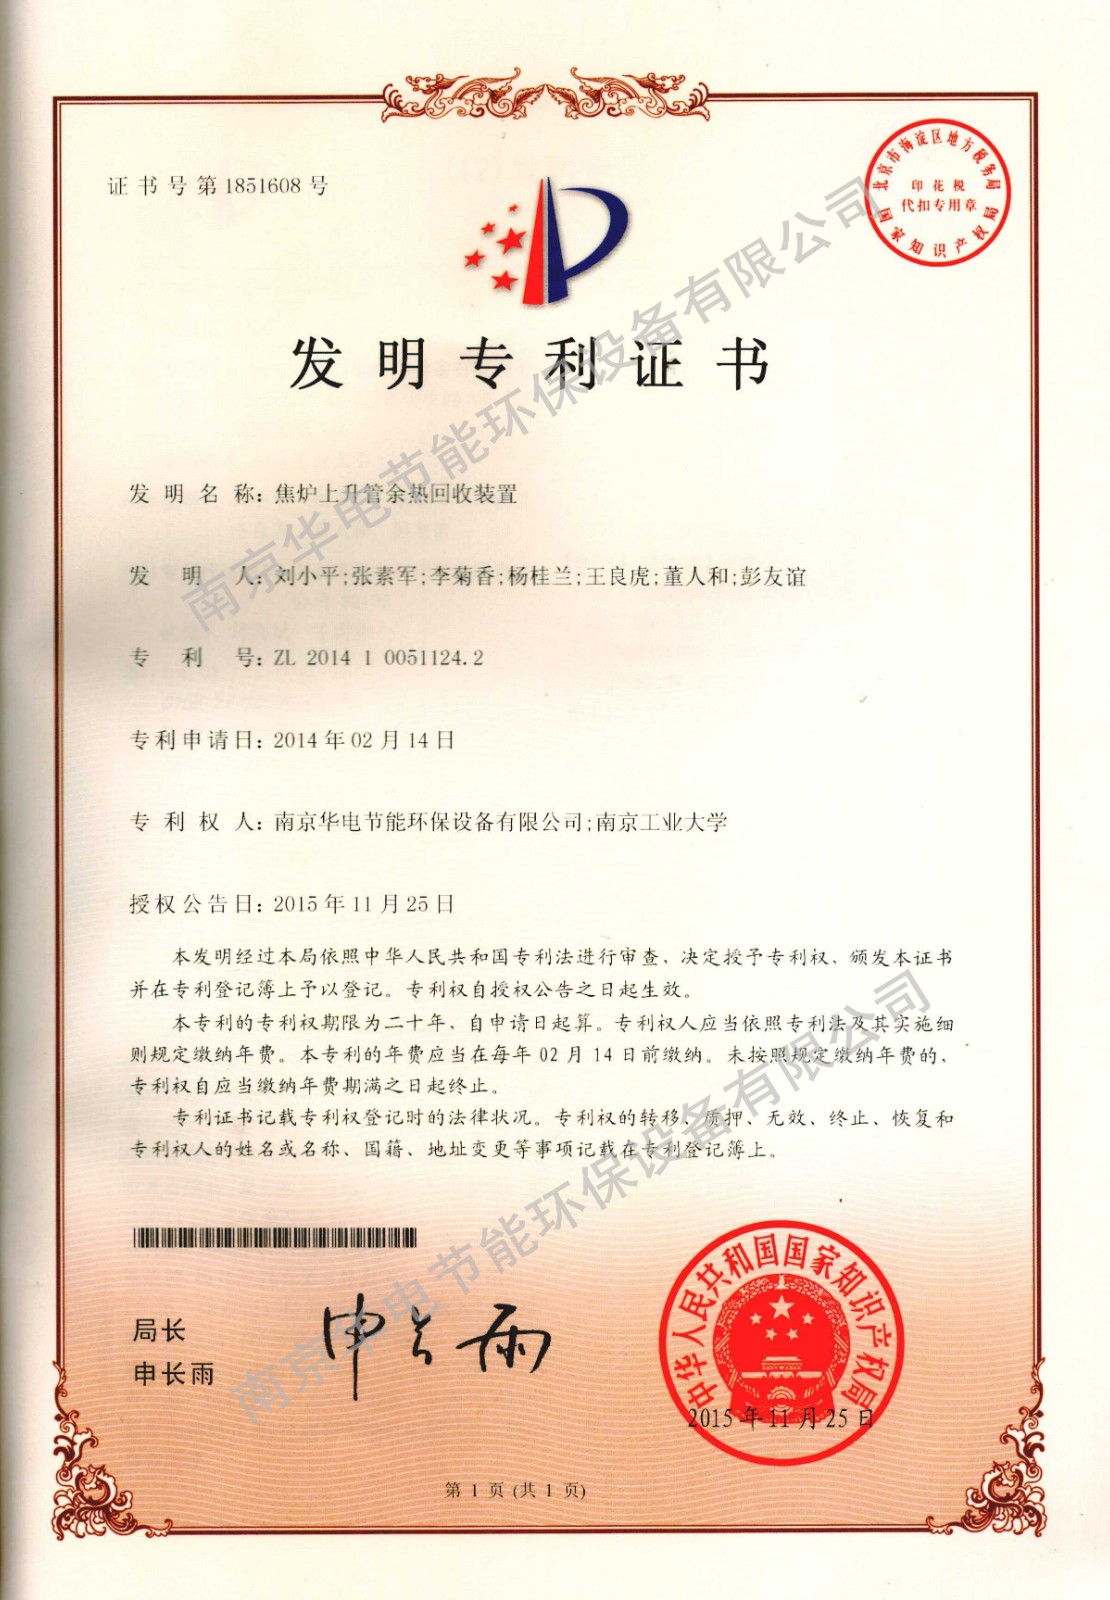 证书号第1851608号
北京市海淀区地方税务局
印花税
代扣专用章
国家知识产权局
发明专利证书
发明名称：焦炉上升管余热回收装置
发明人：刘小平;张素军;李菊香;杨桂兰;王良虎;董人和;彭友谊
专利号：ZL 2014 1 0051124.2
专利申请日：2014年02月14日
专利权人：南京华电节能环保设备有限公司;南京工业大学
授权公告日：2015年11月25日
本发明经过本局依照中华人民共和国专利法进行审查，决定授予专利权，颁发本证书
并在专利登记簿上予以登记。专利权自授权公告之日起生效。
本专利的专利权期限为二十年，自申请日起算。专利权人应当依照专利法及其实施细
则规定缴纳年费。本专利的年费应当在每年02月14日前缴纳。未按照规定缴纳年费的，
专利权自应当缴纳年费期满之日起终止。
专利证书记载专利权登记时的法律状况。专利权的转移、质押、无效、终止、恢复和
专利权人的姓名或名称、国籍、地址变更等事项记载在专利登记簿上。
局长
申长雨
申长雨
中华人民共和国国家知识产权局
2015年11月25日
第1页(共1页)
南京华电节能环保设备有限公司
南京华电节能环保设备有限公司